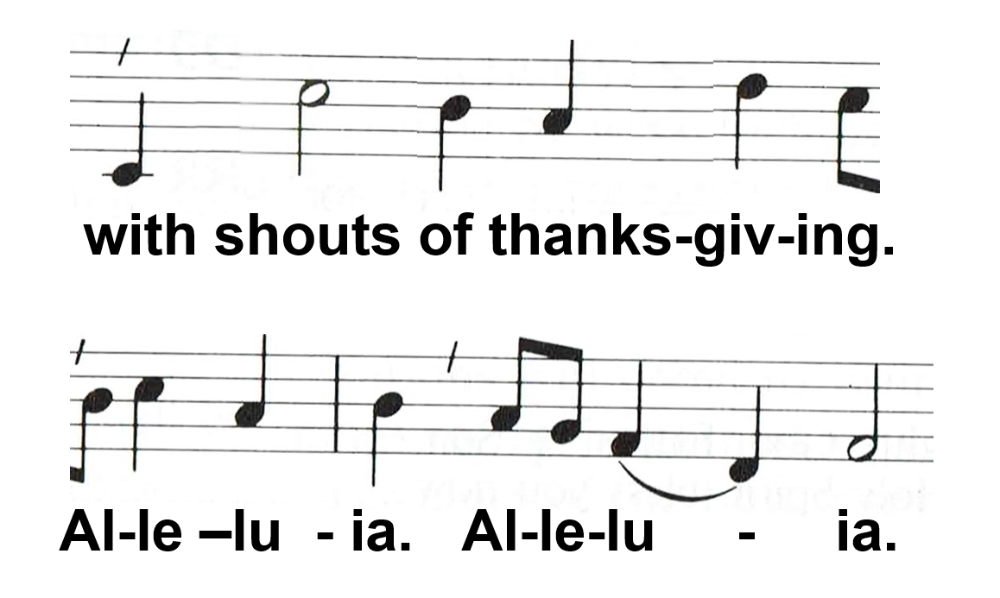 with shouts of thanks-giv-ing.
Al-le –lu - ia. Al-le-lu - ia.